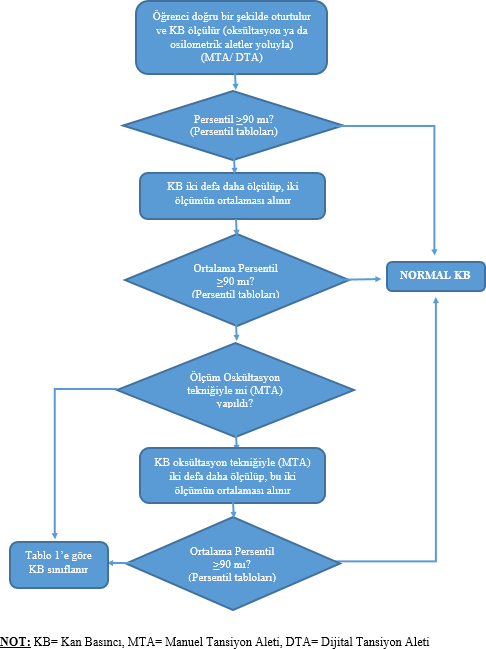 Öğrenci doğru bir şekilde oturtulur
ve KB ölçülür (oksültasyon ya da
osilometrik aletler yoluyla)
(MTA/ DTA)
Persentil ≥90 mı?
(Persentil tabloları)
KB iki defa daha ölçülüp, iki
ölçümün ortalaması alınır
Ortalama Persentil
≥90 mı?
(Persentil tabloları)
NORMAL KB
Ölçüm Oskültasyon
tekniğiyle mi (MTA)
yapıldı?
KB oksültasyon tekniğiyle (MTA)
iki defa daha ölçülüp, bu iki
ölçümün ortalaması alınır
Tablo 1’e göre
KB sınıflanır
Ortalama Persentil
≥90 mı?
(Persentil tabloları)
NOT: KB= Kan Basıncı, MTA= Manuel Tansiyon Aleti, DTA= Dijital Tansiyon Aleti